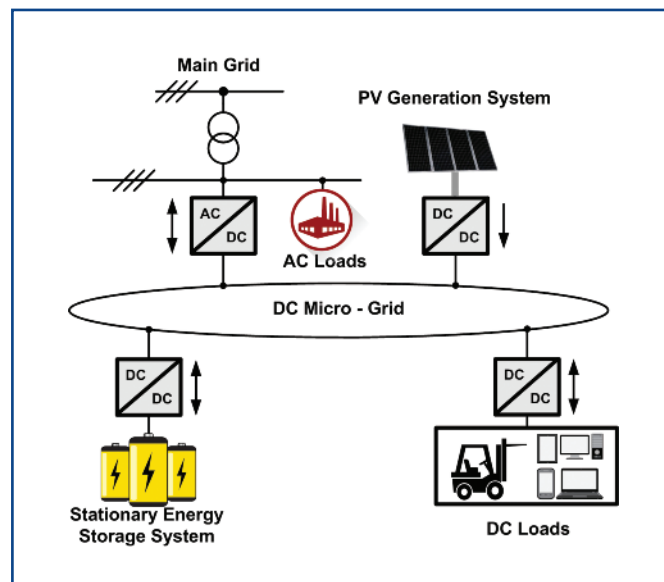 Main Grid
PV Generation System
AC
DC
AC Loads
DC
DC
DC Micro - Grid
DC
DC
DC
DC
Stationary Energy
Storage System
DC Loads